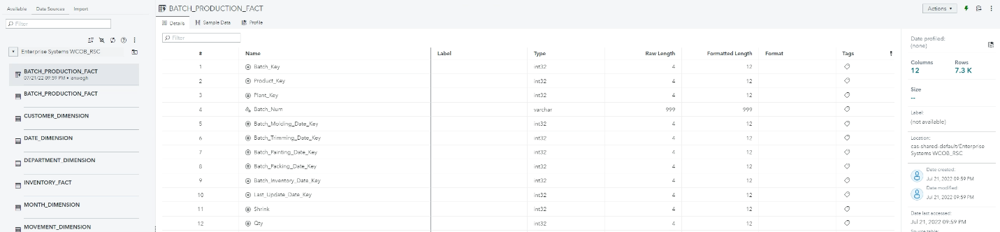 Available Data Sources Import
Filter
Enterprise Systems WCOB_RSC
BATCH_PRODUCTION_FACT
07/21/22 09:59 PM • ianwegh
BATCH_PRODUCTION_FACT
CUSTOMER_DIMENSION
DATE_DIMENSION
DEPARTMENT_DIMENSION
INVENTORY_FACT
MONTH_DIMENSION
MOVEMENT_DIMENSION
BATCH_PRODUCTION_FACT
Actions
Details Sample Data Profile
Filter
# Name Label Type Raw Length Formatted Length Format Tags
1 Batch_Key int32 4 12
2 Product_Key int32 4 12
3 Plant_Key int32 4 12
4 Batch_Num varchar 999 999
5 Batch_Molding_Date_Key int32 4 12
6 Batch_Trimming_Date_Key int32 4 12
7 Batch_Painting_Date_Key int32 4 12
8 Batch_Packing_Date_Key int32 4 12
9 Batch_Inventory_Date_Key int32 4 12
10 Last_Update_Date_Key int32 4 12
11 Shrink int32 4 12
12 Qty int32 4 12
Date profiled:
(none)
Columns Rows
12 7.3 K
Size
--
Label:
(not available)
Location:
cas-shared-default/Enterprise
Systems WCOB_RSC
Date created:
Jul 21, 2022 09:59 PM
Date modified:
Jul 21, 2022 09:59 PM
Date last accessed:
Jul 21, 2022 09:59 PM